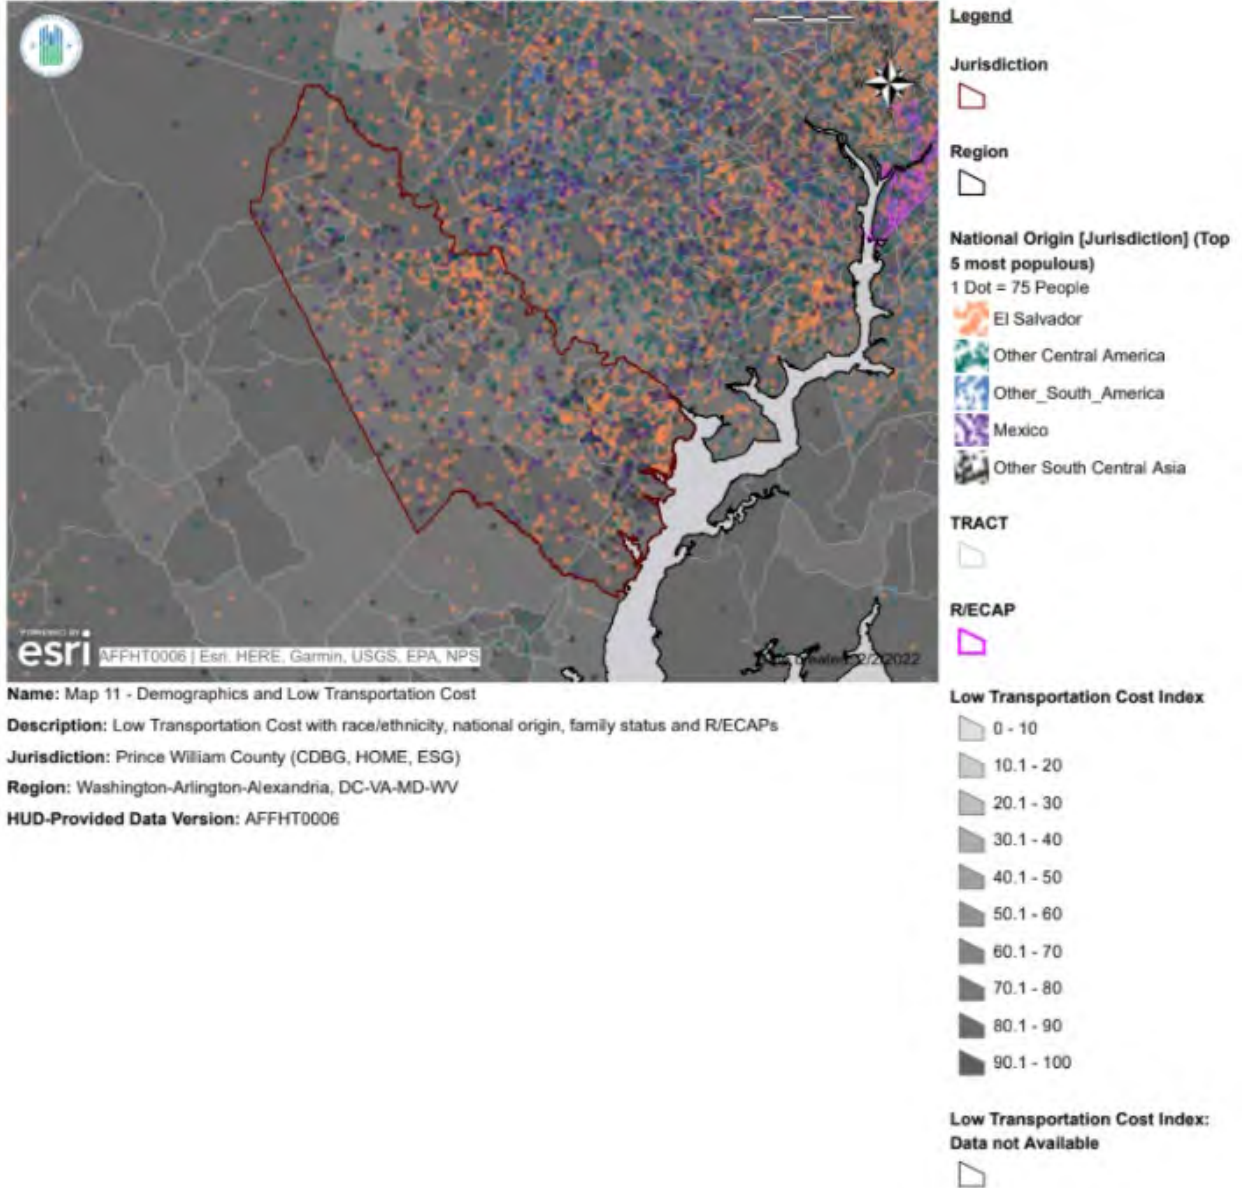 POWERED BY
esri
AFFHT0006 | Esri, HERE, Garmin, USGS, EPA, NPS
created: 2/2/2022
Name: Map 11 - Demographics and Low Transportation Cost
Description: Low Transportation Cost with race/ethnicity, national origin, family status and R/ECAPs
Jurisdiction: Prince William County (CDBG, HOME, ESG)
Region: Washington-Arlington-Alexandria, DC-VA-MD-WV
HUD-Provided Data Version: AFFHT0006
Legend
Jurisdiction
Region
National Origin [Jurisdiction] (Top
5 most populous)
1 Dot = 75 People
El Salvador
Other Central America
Other_South_America
Mexico
Other South Central Asia
TRACT
R/ECAP
Low Transportation Cost Index
0 - 10
10.1 - 20
20.1 - 30
30.1 - 40
40.1 - 50
50.1 - 60
60.1 - 70
70.1 - 80
80.1 - 90
90.1 - 100
Low Transportation Cost Index:
Data not Available